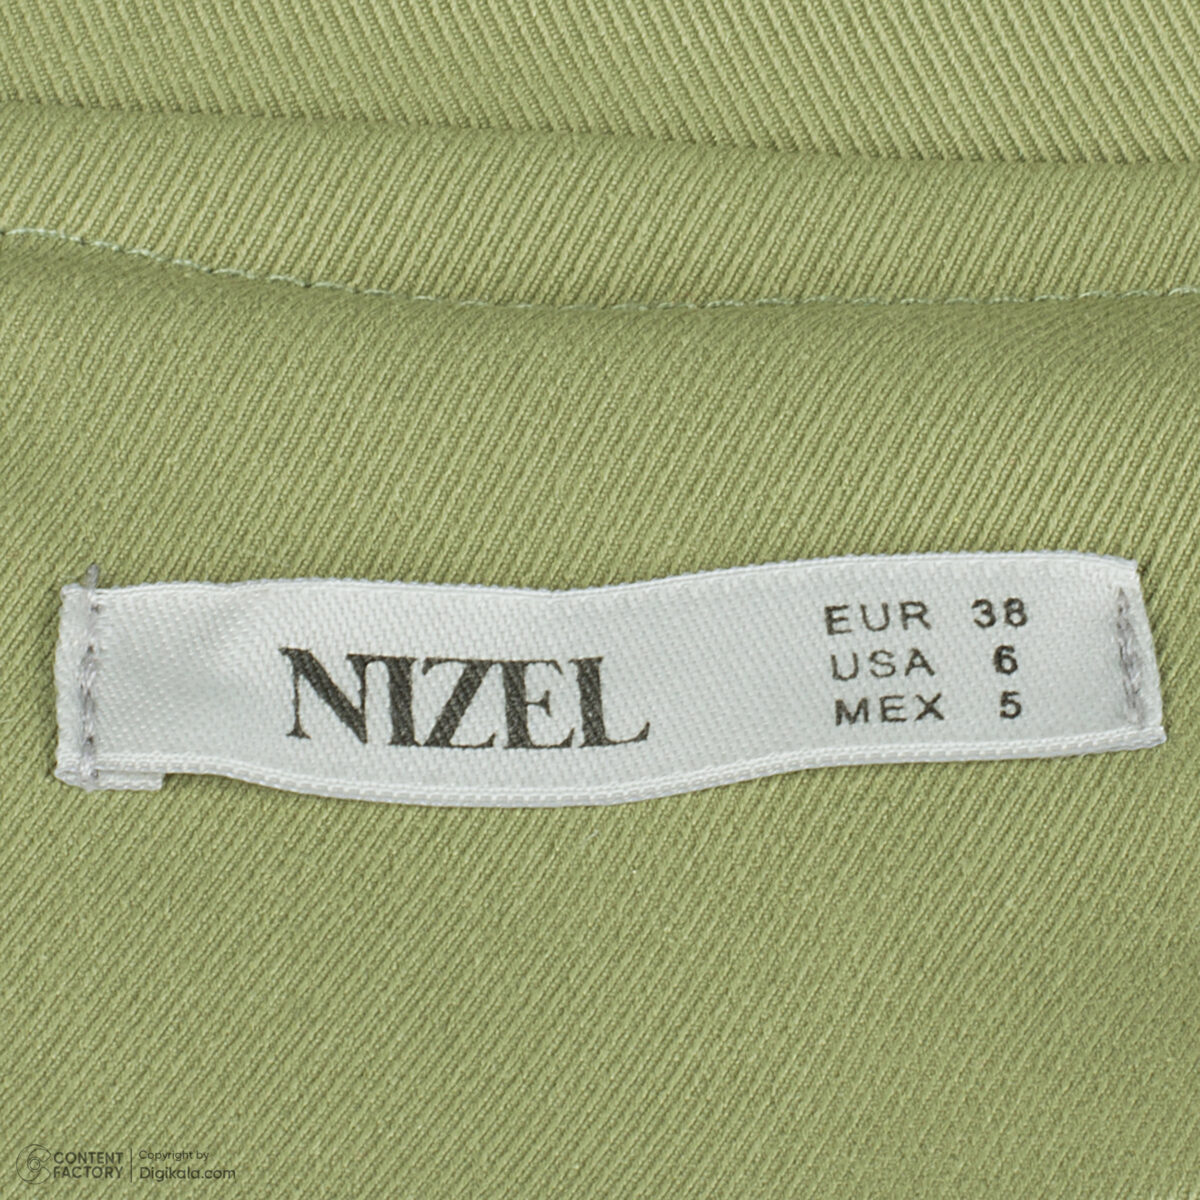 NIZEL
EUR 38
USA 6
MEX 5
CONTENT FACTORY
Copyright by
Digikala.com